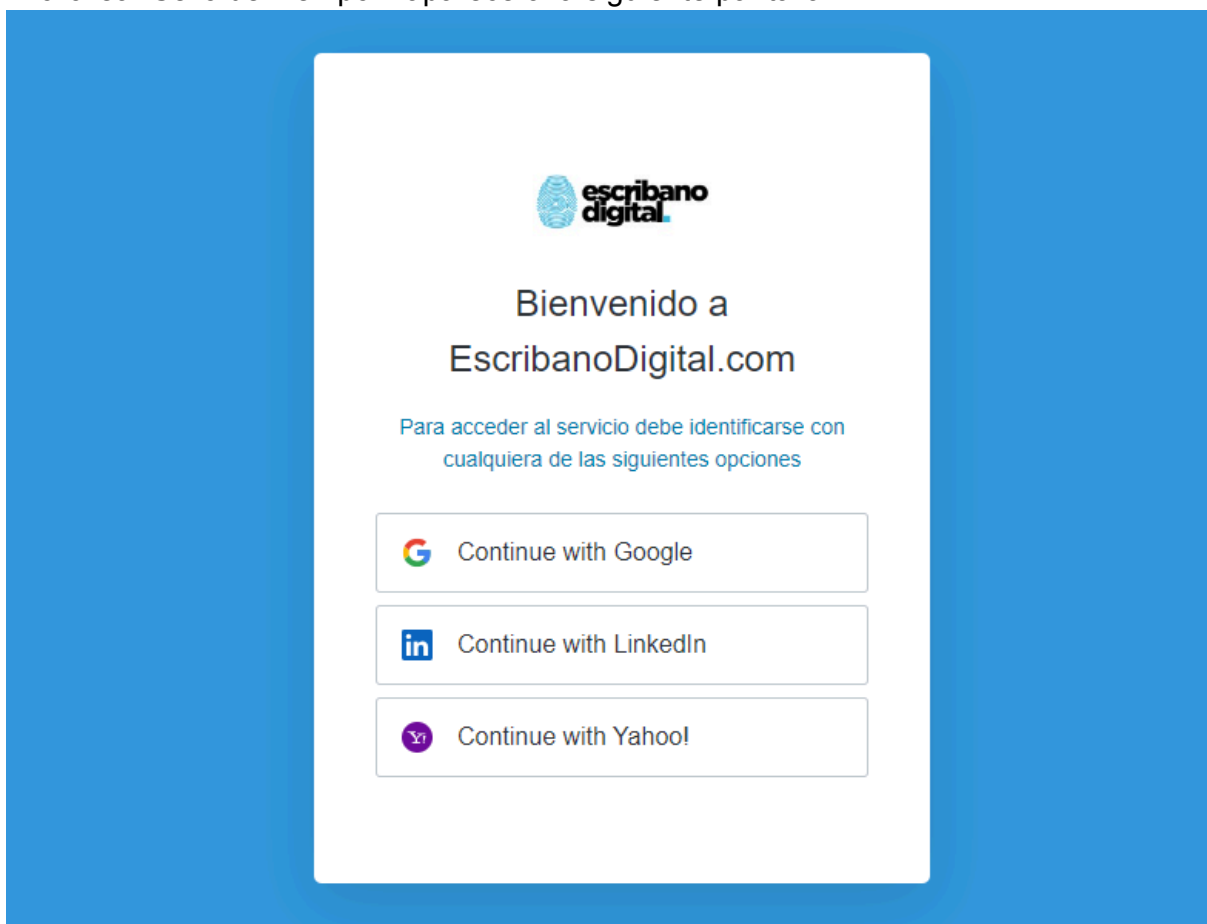 escribano
digital.
Bienvenido a
EscribanoDigital.com
Para acceder al servicio debe identificarse con
cualquiera de las siguientes opciones
Continue with Google
in Continue with LinkedIn
Continue with Yahoo!